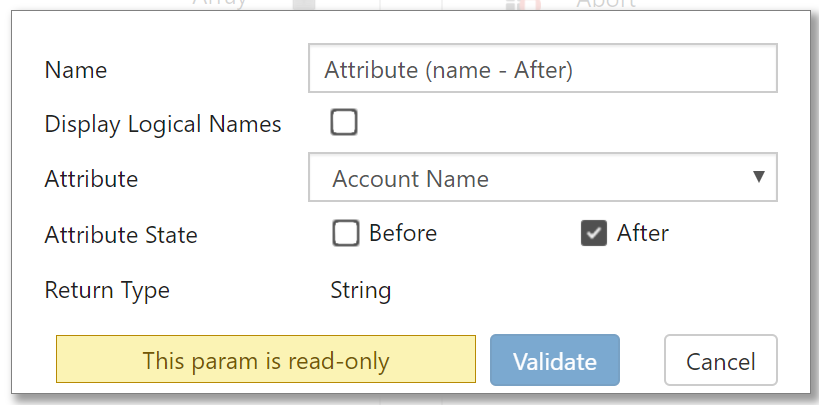 Array
Abort
Name
Attribute (name - After)
Display Logical Names
Attribute
Account Name
Attribute State
Before
After
Return Type
String
This param is read-only
Validate
Cancel